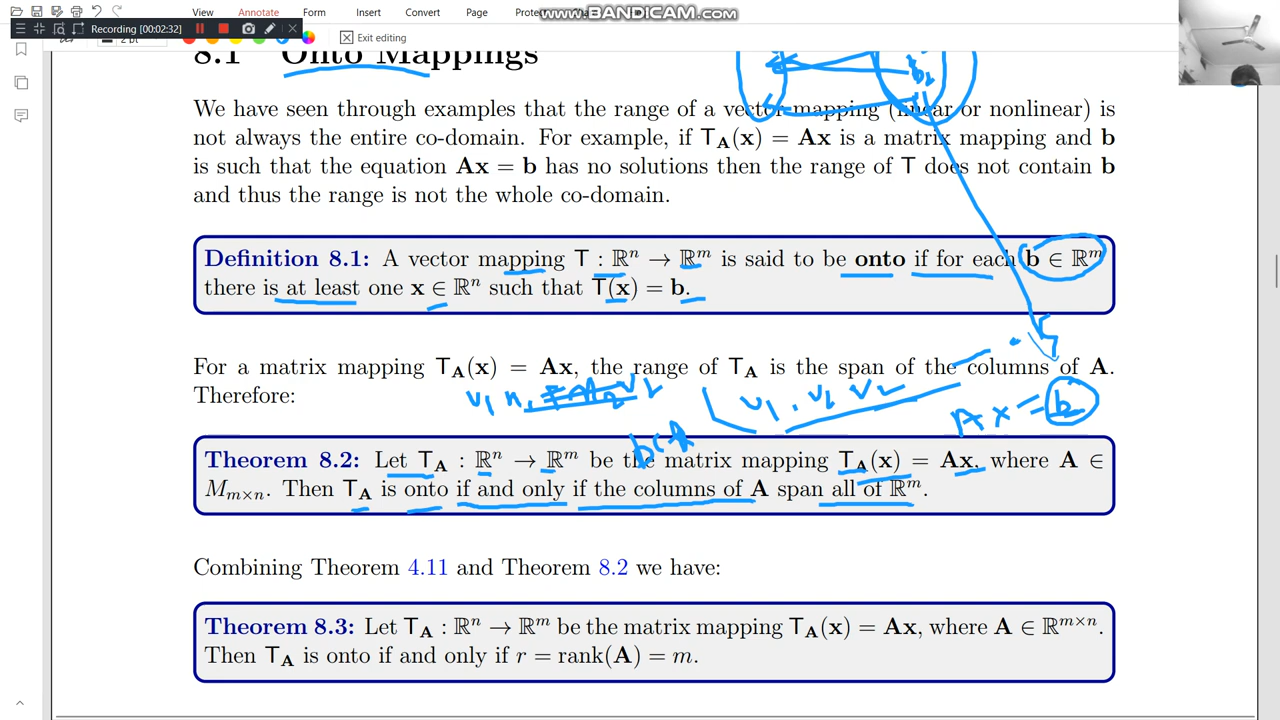 View Annotate Form Insert Convert Page
www.BANDICAM.com
Recording [00:02:32]
2 pt
Exit editing
8.1 Onto Mappings
We have seen through examples that the range of a vector mapping (linear or nonlinear) is
not always the entire co-domain. For example, if T_A(x) = Ax is a matrix mapping and b
is such that the equation Ax = b has no solutions then the range of T does not contain b
and thus the range is not the whole co-domain.
Definition 8.1: A vector mapping T : ℝⁿ → ℝᵐ is said to be onto if for each b ∈ ℝᵐ
there is at least one x ∈ ℝⁿ such that T(x) = b.
For a matrix mapping T_A(x) = Ax, the range of T_A is the span of the columns of A.
Therefore:
v₁, v₂
Ax = b
Theorem 8.2: Let T_A : ℝⁿ → ℝᵐ be the matrix mapping T_A(x) = Ax, where A ∈
M_{m×n}. Then T_A is onto if and only if the columns of A span all of ℝᵐ.
Combining Theorem 4.11 and Theorem 8.2 we have:
Theorem 8.3: Let T_A : ℝⁿ → ℝᵐ be the matrix mapping T_A(x) = Ax, where A ∈ ℝᵐˣⁿ.
Then T_A is onto if and only if r = rank(A) = m.